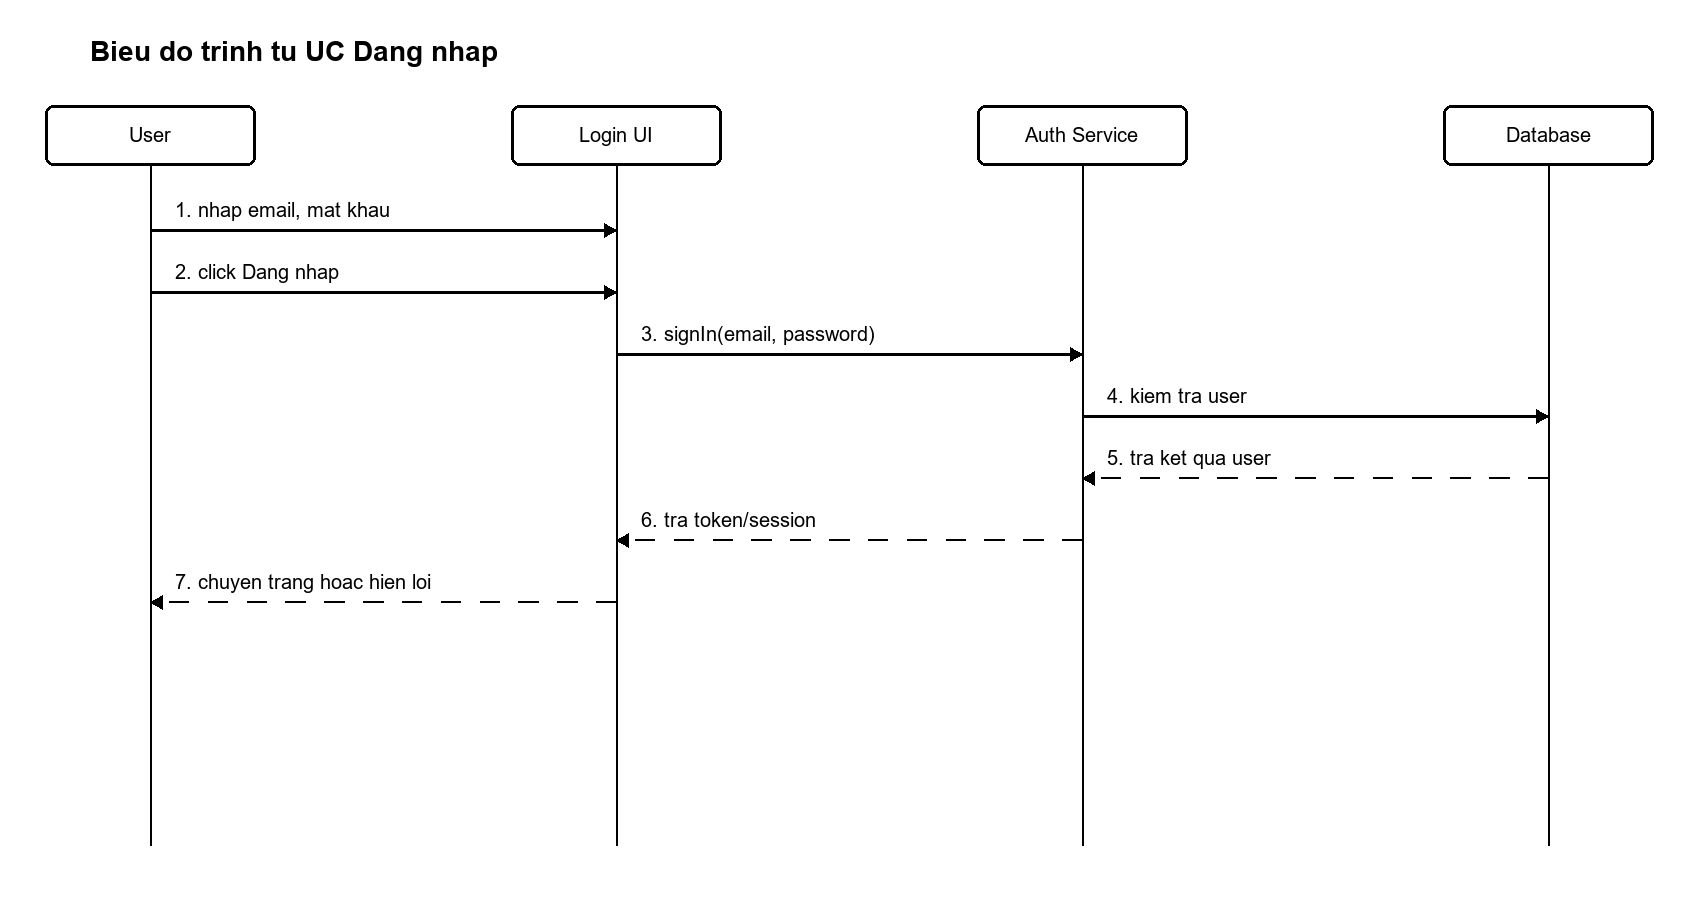 Bieu do trinh tu UC Dang nhap
User
Login UI
Auth Service
Database
1. nhap email, mat khau
2. click Dang nhap
3. signIn(email, password)
4. kiem tra user
5. tra ket qua user
6. tra token/session
7. chuyen trang hoac hien loi